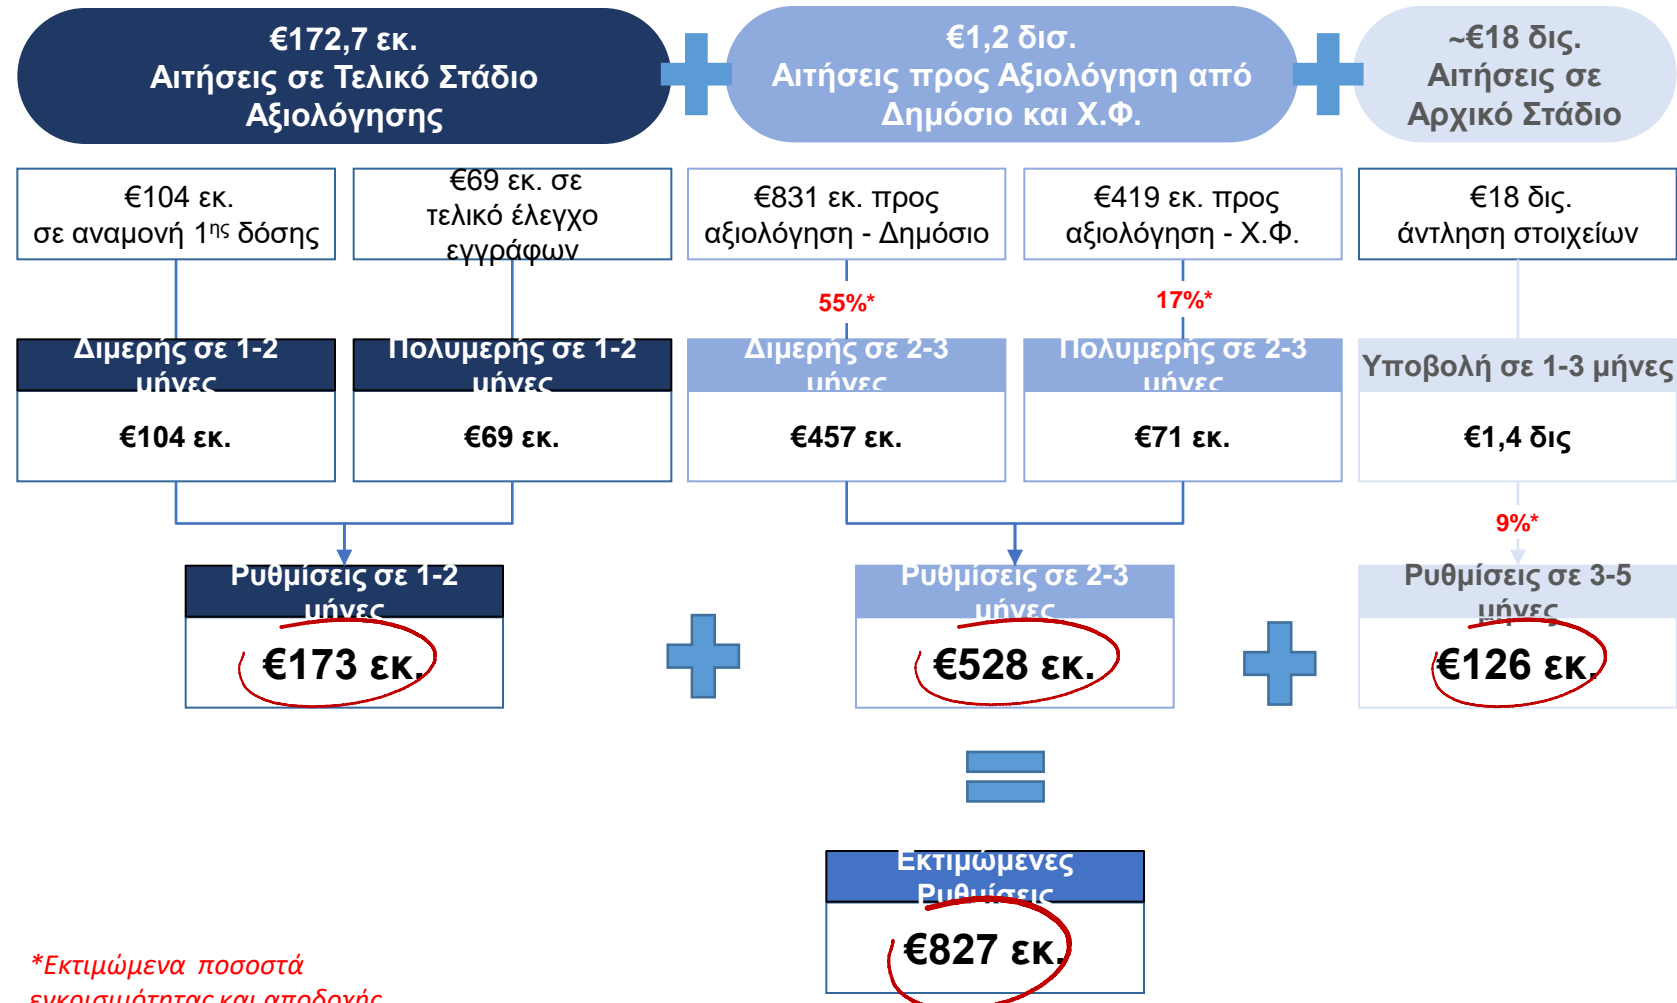 €172,7 εκ.
Αιτήσεις σε Τελικό Στάδιο
Αξιολόγησης
€1,2 δισ.
Αιτήσεις προς Αξιολόγηση από
Δημόσιο και Χ.Φ.
~€18 δις.
Αιτήσεις σε
Αρχικό Στάδιο
€104 εκ.
σε αναμονή 1ης δόσης
€69 εκ. σε
τελικό έλεγχο
εγγράφων
€831 εκ. προς
αξιολόγηση - Δημόσιο
€419 εκ. προς
αξιολόγηση - Χ.Φ.
€18 δις.
άντληση στοιχείων
55%*
17%*
Διμερής σε 1-2
μήνες
Πολυμερής σε 1-2
μήνες
Διμερής σε 2-3
μήνες
Πολυμερής σε 2-3
μήνες
Υποβολή σε 1-3 μήνες
€104 εκ.
€69 εκ.
€457 εκ.
€71 εκ.
€1,4 δις
9%*
Ρυθμίσεις σε 1-2
μήνες
Ρυθμίσεις σε 2-3
μήνες
Ρυθμίσεις σε 3-5
μήνες
€173 εκ.
€528 εκ.
€126 εκ.
Εκτιμώμενες
Ρυθμίσεις
€827 εκ.
*Εκτιμώμενα ποσοστά
εγκρισιμότητας και αποδοχής